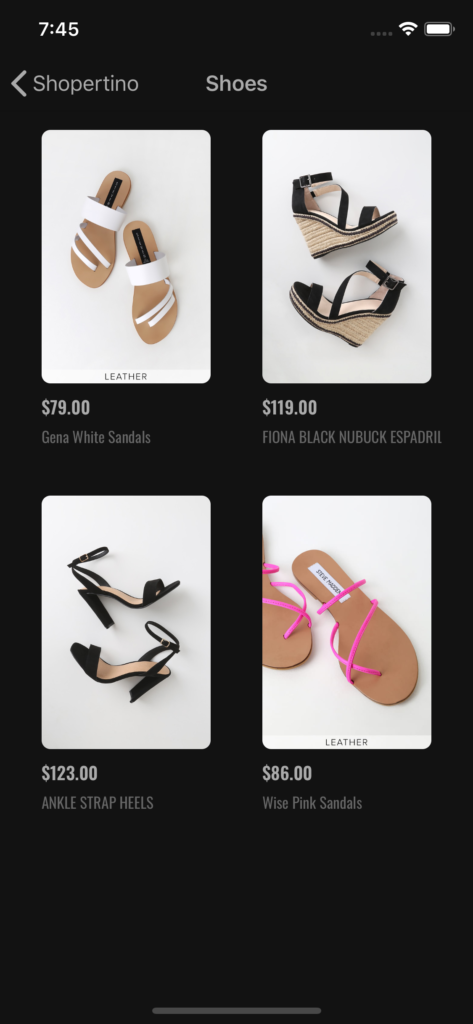 7:45
Shopertino
Shoes
LEATHER
$79.00
Gena White Sandals
$119.00
FIONA BLACK NUBUCK ESPADRIL
$123.00
ANKLE STRAP HEELS
STEVE MADDEN
LEATHER
$86.00
Wise Pink Sandals